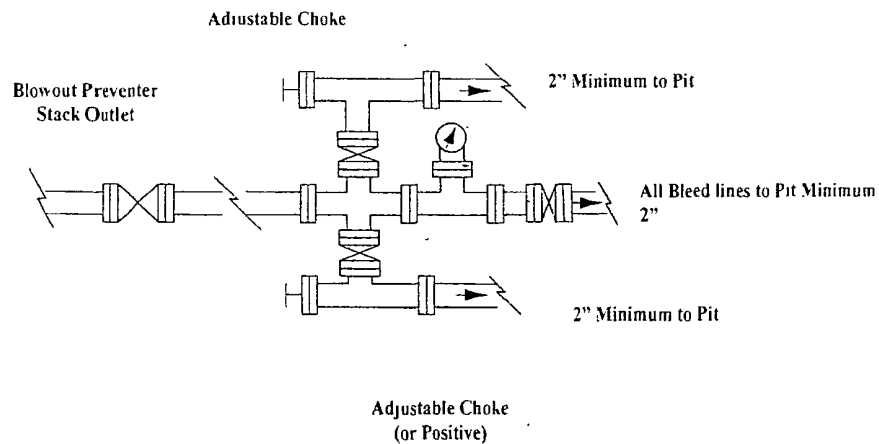 Adjustable Choke
2” Minimum to Pit
Blowout Preventer
Stack Outlet
All Bleed lines to Pit Minimum
2”
2” Minimum to Pit
Adjustable Choke
(or Positive)